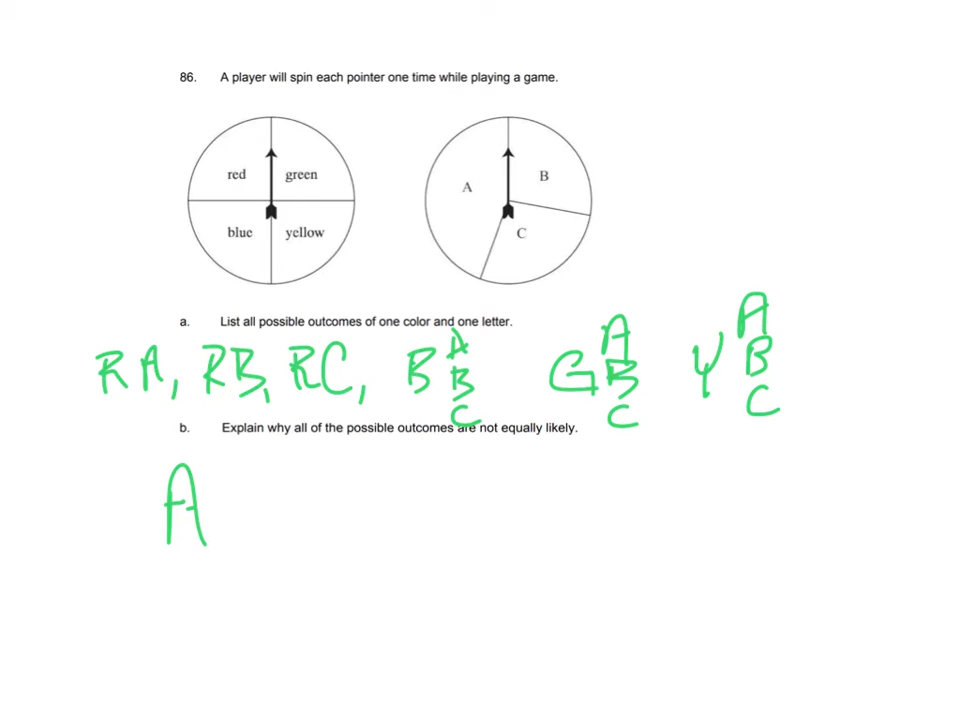 86. A player will spin each pointer one time while playing a game.
red green
blue yellow
A B
C
a. List all possible outcomes of one color and one letter.
RA, RB, RC, B A B C G A B C Y A B C
b. Explain why all of the possible outcomes are not equally likely.
A